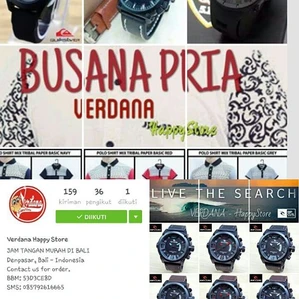 QUIKSILVER
BUSANA PRIA
VERDANA
HappyStore
POLO SHIRT MIX TRIBAL PAPER BASIC NAVY
POLO SHIRT MIX TRIBAL PAPER BASIC RED
POLO SHIRT MIX TRIBAL PAPER BASIC GREY
159 36 1
kiriman pengikut diikuti
DIIKUTI
Verdana Happy Store
JAM TANGAN MURAH DI BALI
Denpasar, Bali - Indonesia
Contact us for order,
BBM: 53D3CE8D
SMS: 085792616665
LIVE THE SEARCH
VERDANA - HappyStore